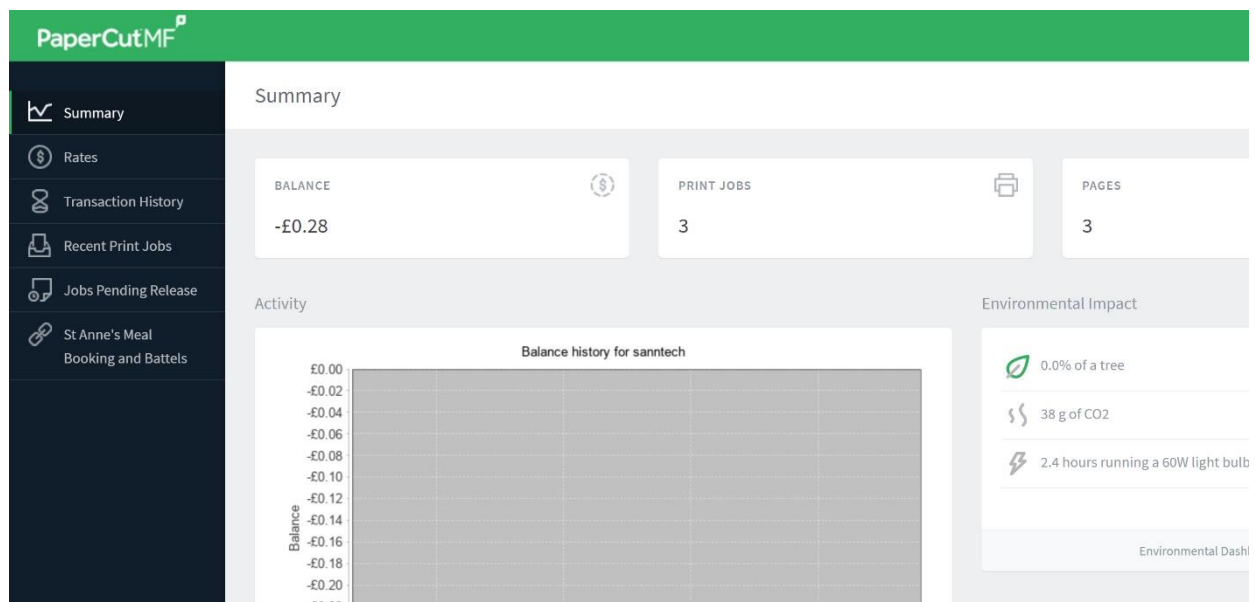 PaperCutMF
Summary
Rates
Transaction History
Recent Print Jobs
Jobs Pending Release
St Anne's Meal
Booking and Battels
Summary
BALANCE
-£0.28
PRINT JOBS
3
PAGES
3
Activity
Balance history for sanntech
£0.00
-£0.02
-£0.04
-£0.06
-£0.08
-£0.10
-£0.12
-£0.14
-£0.16
-£0.18
-£0.20
Balance
Environmental Impact
0.0% of a tree
38 g of CO2
2.4 hours running a 60W light bulb
Environmental